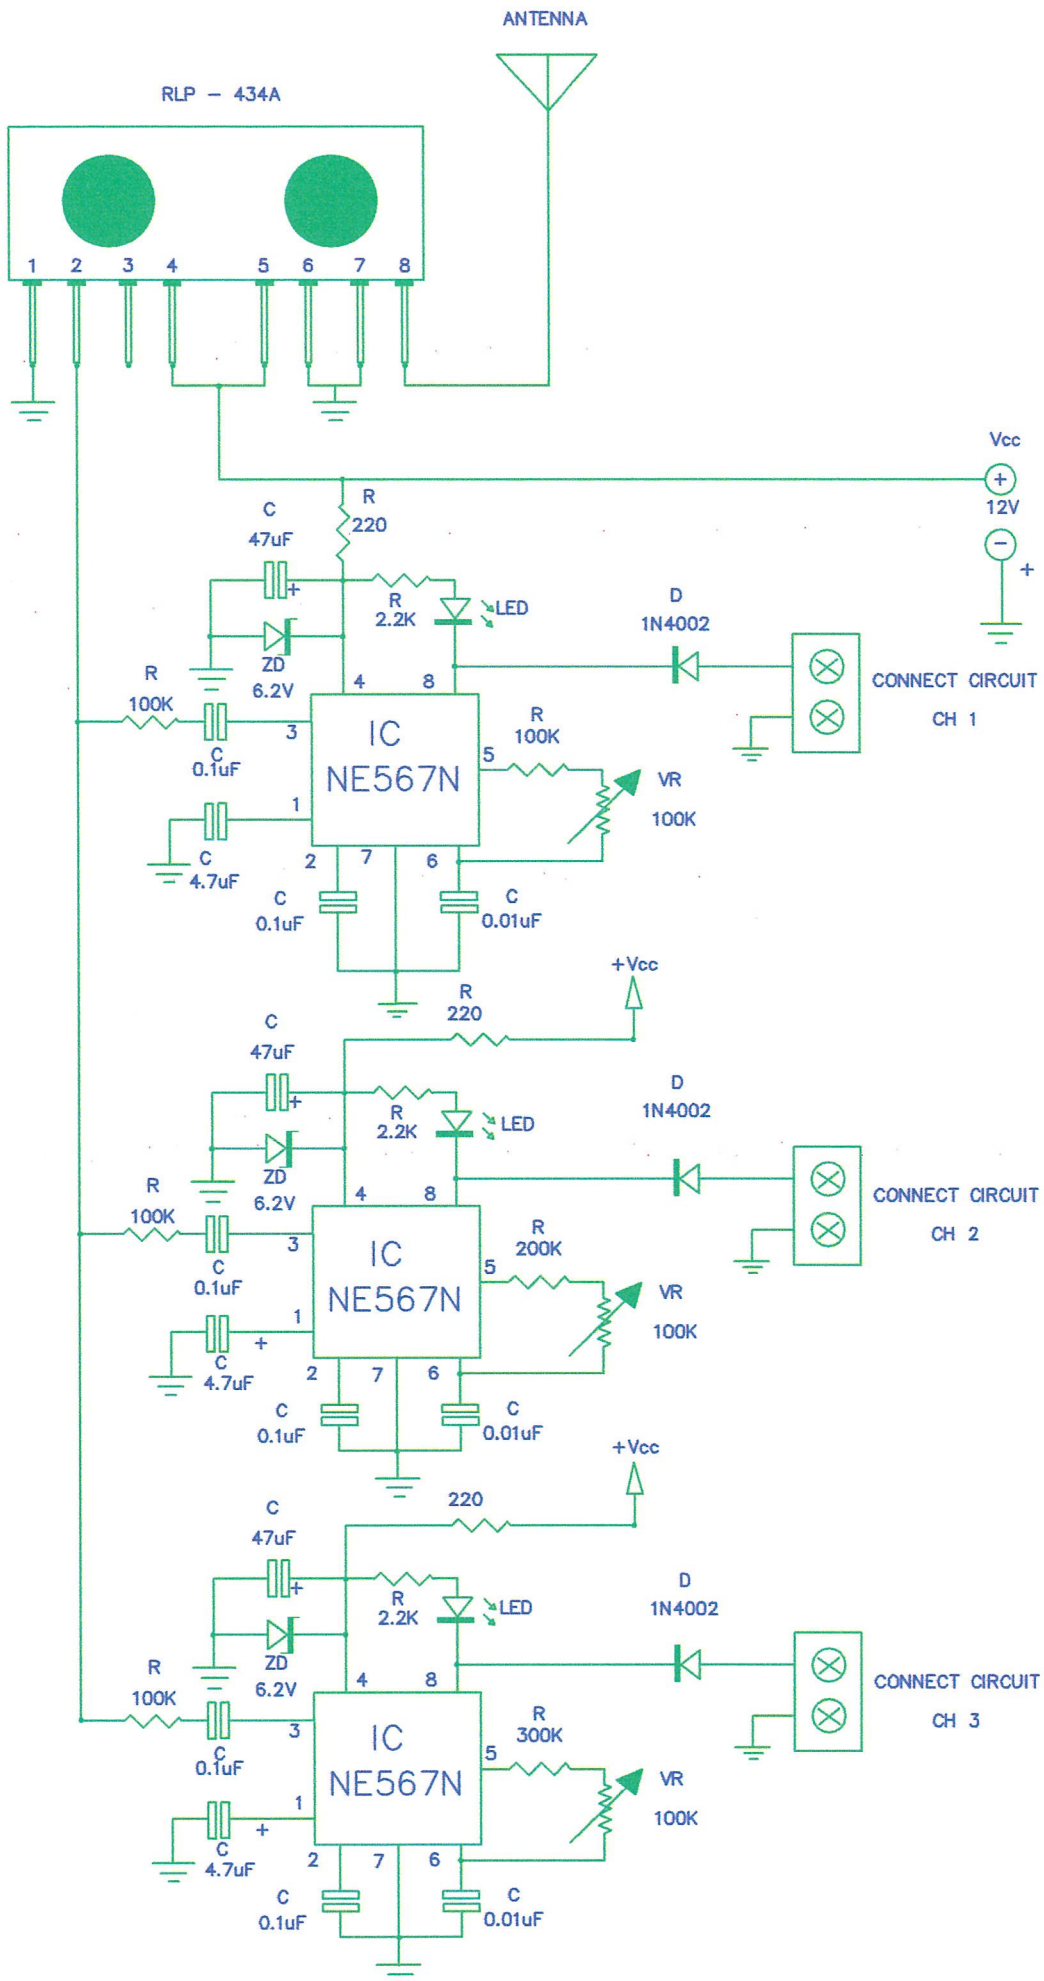 ANTENNA
RLP - 434A
1 2 3 4 5 6 7 8
Vcc
+
12V
-
+
R
220
C
47uF
+
R
2.2K
LED
ZD
6.2V
D
1N4002
CONNECT CIRCUIT
CH 1
R
100K
C
0.1uF
4 8
3
IC
NE567N
5
1
R
100K
VR
100K
C
4.7uF
2 7 6
C
0.1uF
C
0.01uF
+Vcc
R
220
C
47uF
+
R
2.2K
LED
ZD
6.2V
D
1N4002
CONNECT CIRCUIT
CH 2
R
100K
C
0.1uF
4 8
3
IC
NE567N
5
1
R
200K
VR
100K
+
C
4.7uF
2 7 6
C
0.1uF
C
0.01uF
+Vcc
220
C
47uF
+
R
2.2K
LED
ZD
6.2V
D
1N4002
CONNECT CIRCUIT
CH 3
R
100K
C
0.1uF
4 8
3
IC
NE567N
5
1
R
300K
VR
100K
+
C
4.7uF
2 7 6
C
0.1uF
C
0.01uF